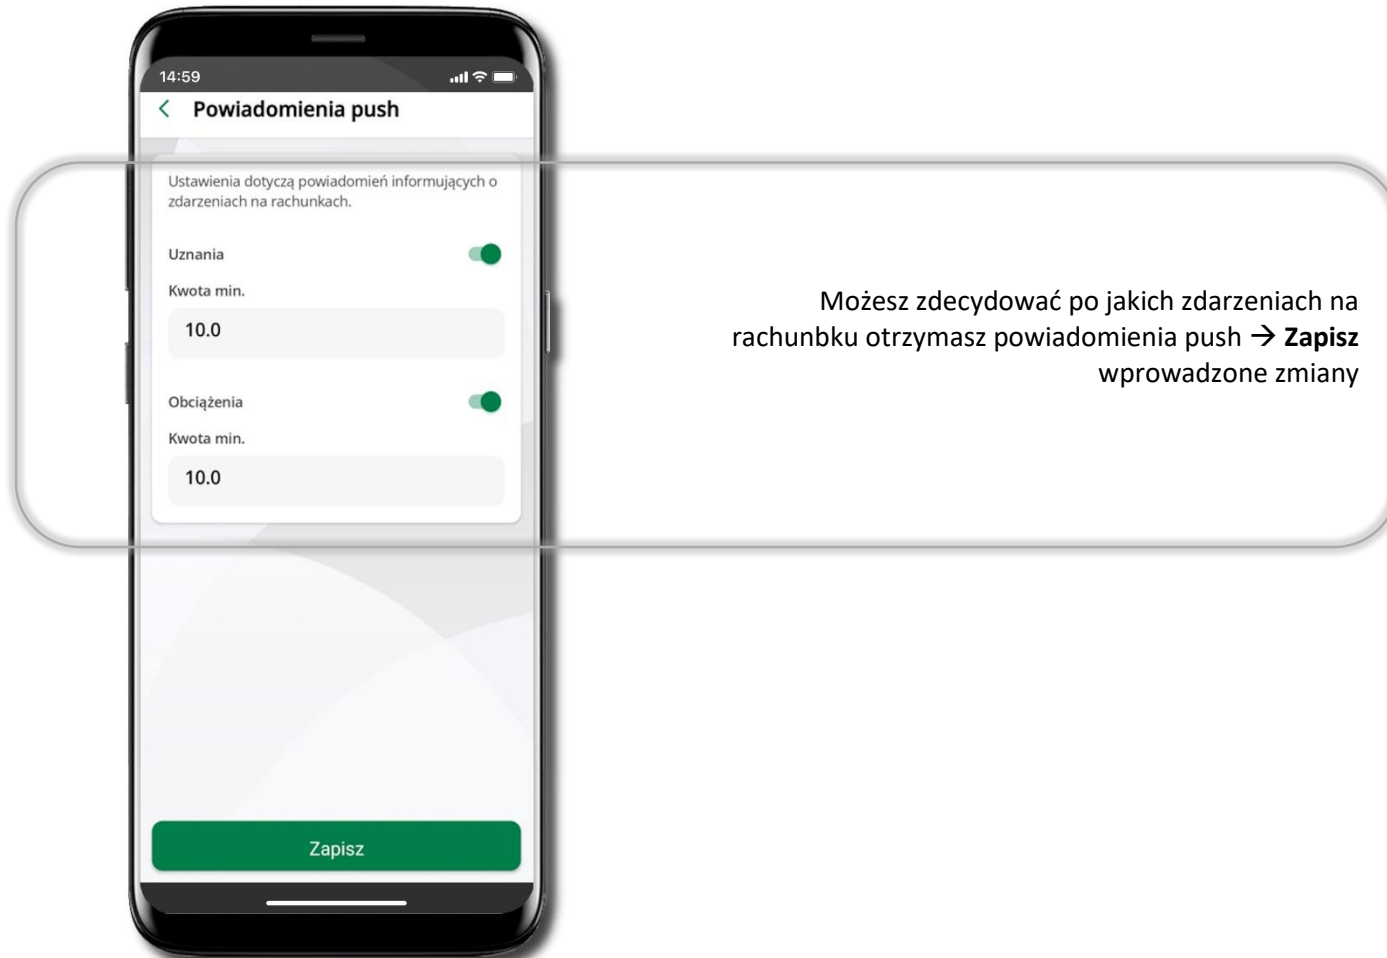 14:59
Powiadomienia push
Ustawienia dotyczą powiadomień informujących o
zdarzeniach na rachunkach.
Uznania
Kwota min.
10.0
Obciążenia
Kwota min.
10.0
Zapisz
Możesz zdecydować po jakich zdarzeniach na
rachunbku otrzymasz powiadomienia push → Zapisz
wprowadzone zmiany